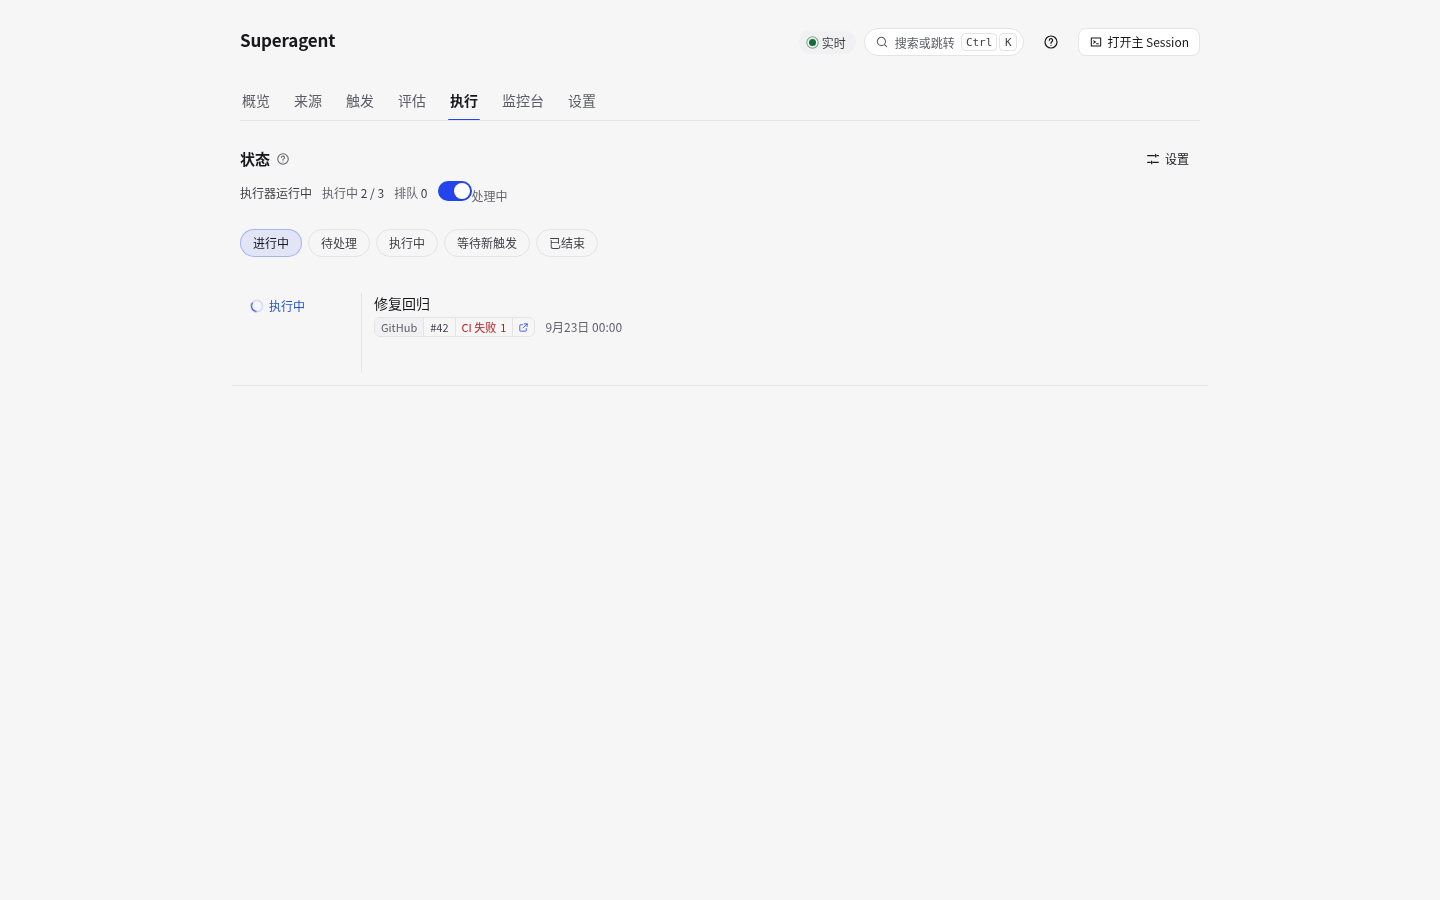 Superagent
实时
搜索或跳转 Ctrl K
打开主 Session
概览 来源 触发 评估 执行 监控台 设置
状态
设置
执行器运行中 执行中 2 / 3 排队 0 处理中
进行中 待处理 执行中 等待新触发 已结束
执行中
修复回归
GitHub #42 CI 失败 1 9月23日 00:00